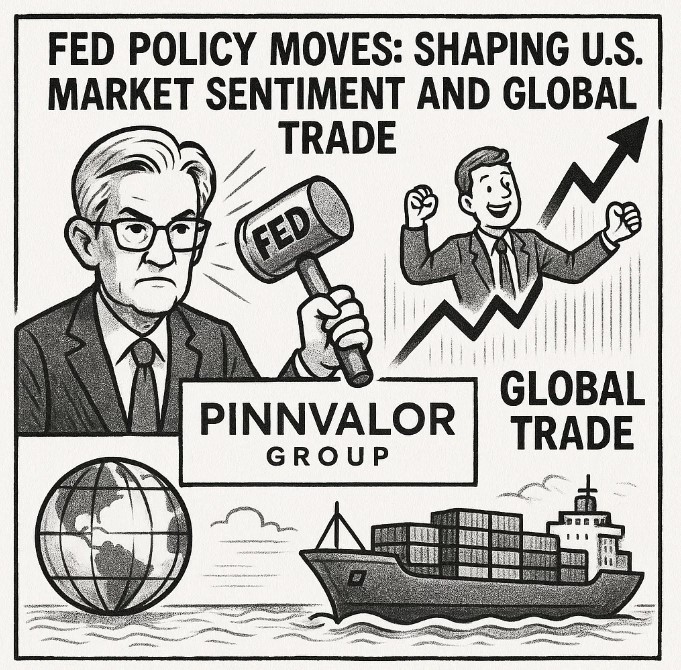 FED POLICY MOVES: SHAPING U.S.
MARKET SENTIMENT AND GLOBAL
TRADE
FED
PINNVALOR
GROUP
GLOBAL
TRADE